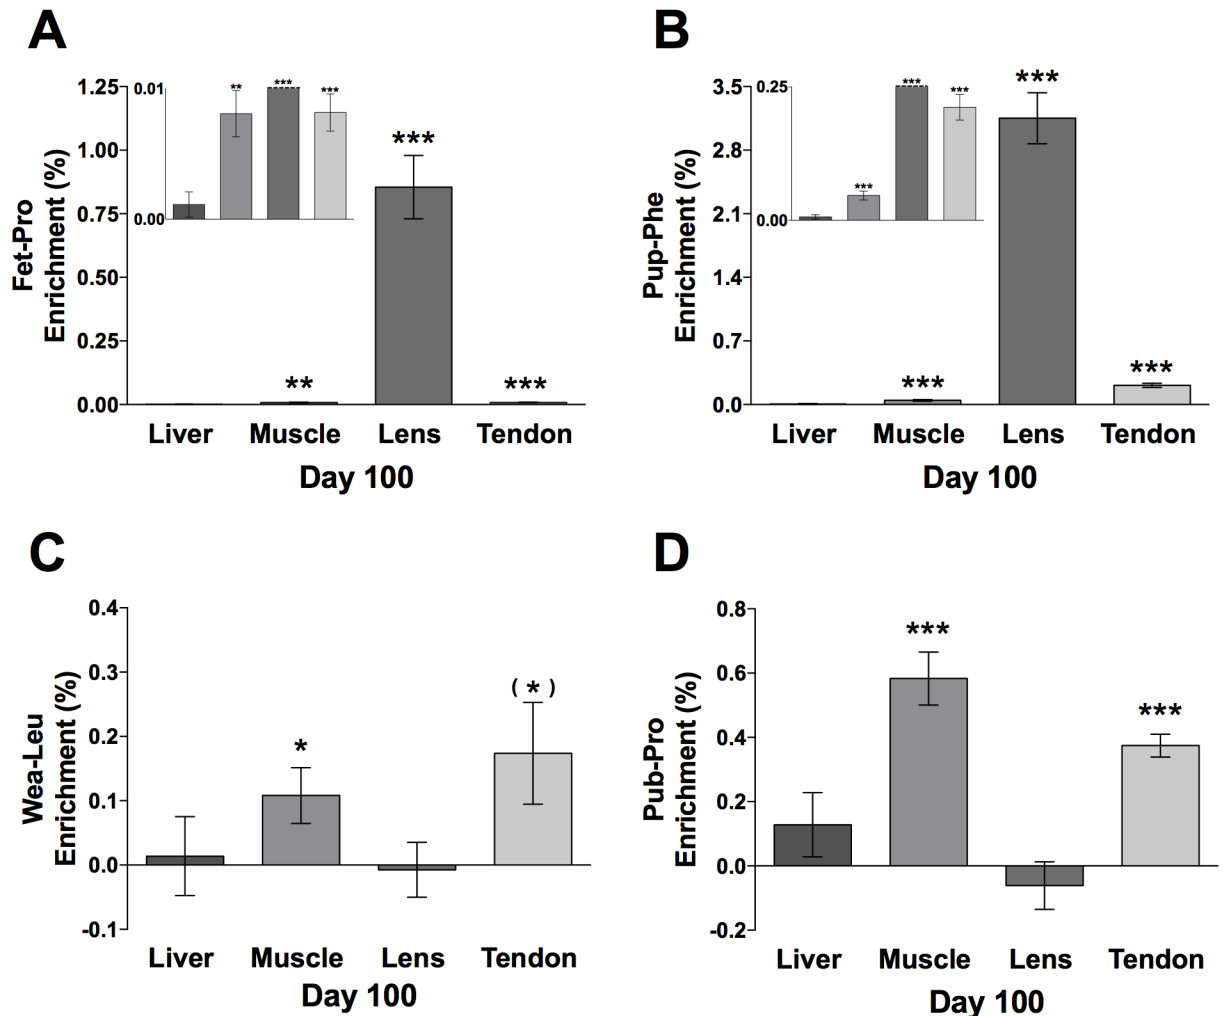 A
Fet-Pro
Enrichment (%)
1.25
1.00
0.75
0.50
0.25
0.00
0.01
0.00
**
***
***
**
***
***
Liver Muscle Lens Tendon
Day 100
B
Pup-Phe
Enrichment (%)
3.5
2.8
2.1
1.4
0.7
0.0
0.25
0.00
***
***
***
***
***
***
Liver Muscle Lens Tendon
Day 100
C
Wea-Leu
Enrichment (%)
0.4
0.3
0.2
0.1
0.0
-0.1
*
(*)
Liver Muscle Lens Tendon
Day 100
D
Pub-Pro
Enrichment (%)
0.8
0.6
0.4
0.2
0.0
-0.2
***
***
Liver Muscle Lens Tendon
Day 100